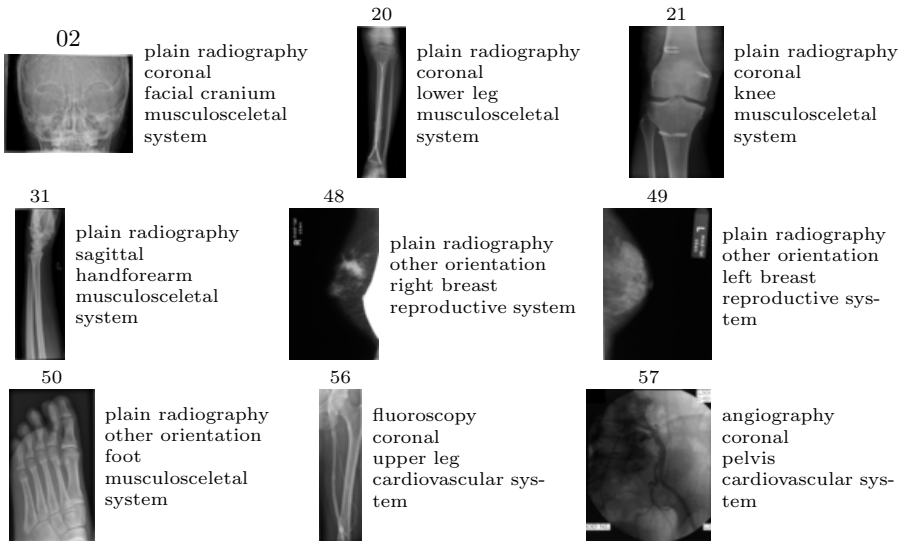 02
plain radiography
coronal
facial cranium
musculosceletal
system
20
plain radiography
coronal
lower leg
musculosceletal
system
21
plain radiography
coronal
knee
musculosceletal
system
31
plain radiography
sagittal
handforearm
musculosceletal
system
48
R
plain radiography
other orientation
right breast
reproductive system
49
L
plain radiography
other orientation
left breast
reproductive sys-
tem
50
plain radiography
other orientation
foot
musculosceletal
system
56
fluoroscopy
coronal
upper leg
cardiovascular sys-
tem
57
angiography
coronal
pelvis
cardiovascular sys-
tem